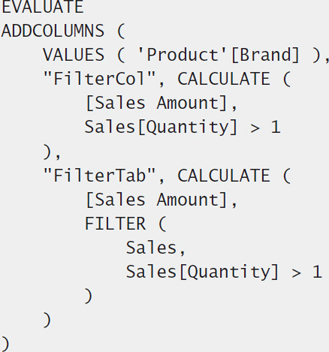 EVALUATE
ADDCOLUMNS (
    VALUES ( 'Product'[Brand] ),
    "FilterCol", CALCULATE (
        [Sales Amount],
        Sales[Quantity] > 1
    ),
    "FilterTab", CALCULATE (
        [Sales Amount],
        FILTER (
            Sales,
            Sales[Quantity] > 1
        )
    )
)